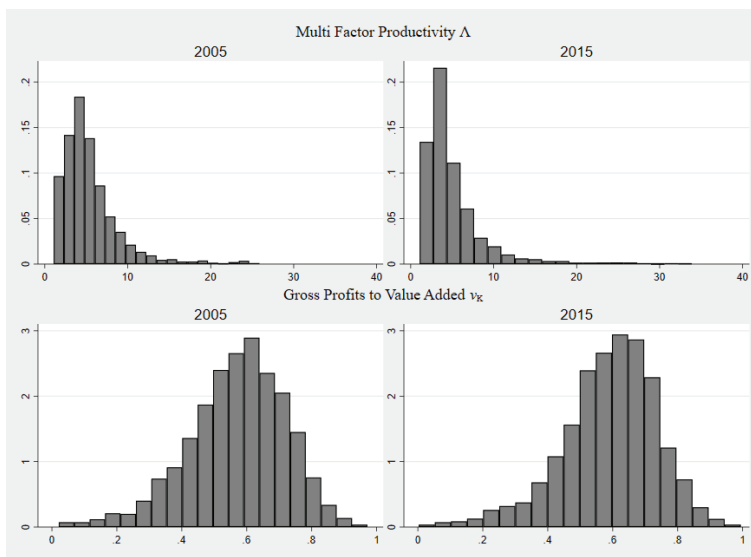 Multi Factor Productivity Λ
2005 2015
.2 .2
.15 .15
.1 .1
.05 .05
0 0
0 10 20 30 40 0 10 20 30 40
Gross Profits to Value Added νK
2005 2015
3 3
2 2
1 1
0 0
0 .2 .4 .6 .8 1 0 .2 .4 .6 .8 1